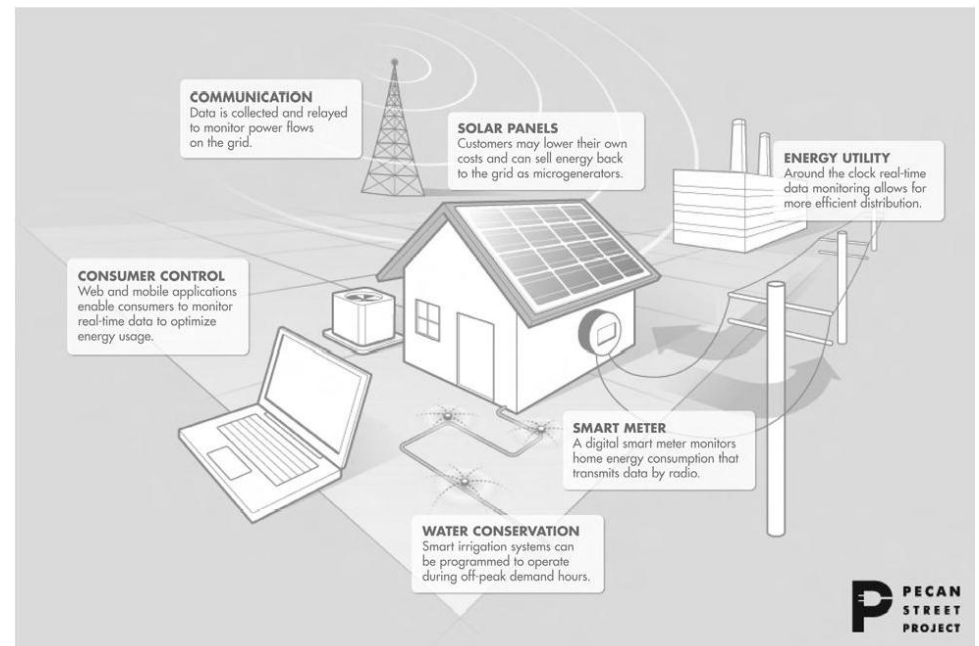 COMMUNICATION
Data is collected and relayed
to monitor power flows
on the grid.
SOLAR PANELS
Customers may lower their own
costs and can sell energy back
to the grid as microgenerators.
ENERGY UTILITY
Around the clock real-time
data monitoring allows for
more efficient distribution.
CONSUMER CONTROL
Web and mobile applications
enable consumers to monitor
real-time data to optimize
energy usage.
SMART METER
A digital smart meter monitors
home energy consumption that
transmits data by radio.
WATER CONSERVATION
Smart irrigation systems can
be programmed to operate
during off-peak demand hours.
PECAN
STREET
PROJECT